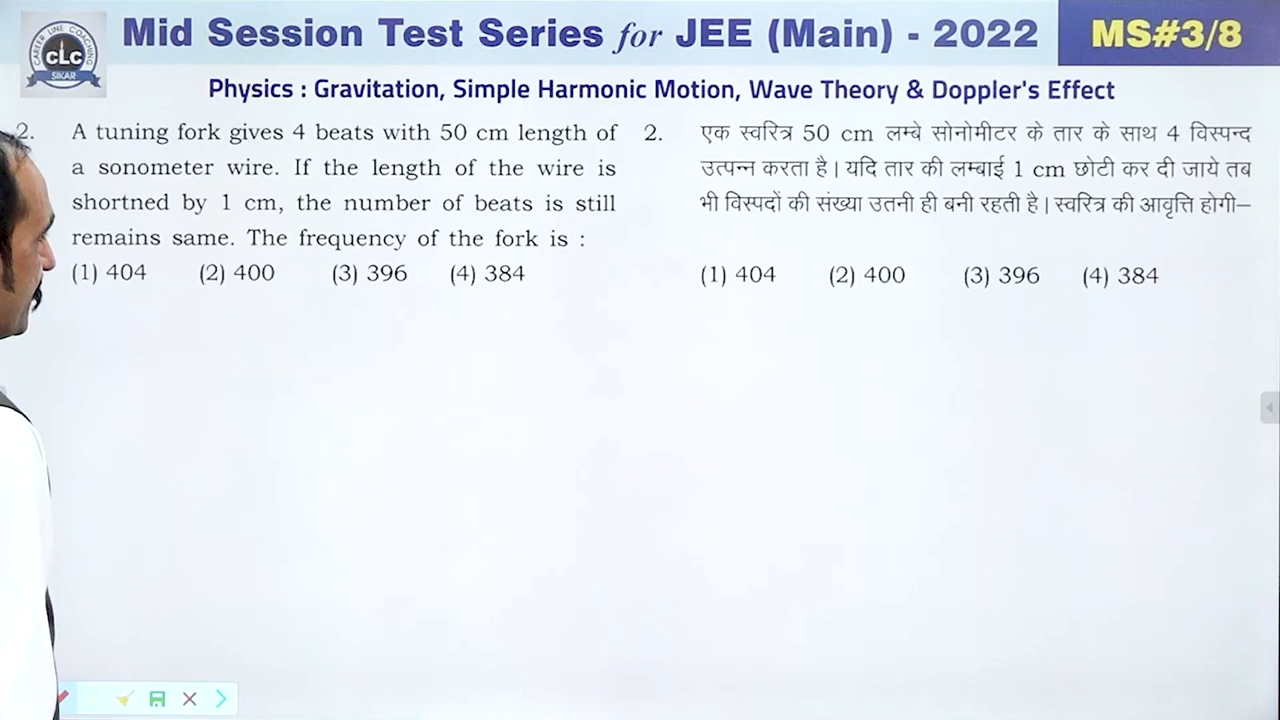 Mid Session Test Series for JEE (Main) - 2022
MS#3/8
CAREER LINE COACHING
CLC
SIKAR
Physics : Gravitation, Simple Harmonic Motion, Wave Theory & Doppler's Effect
2. A tuning fork gives 4 beats with 50 cm length of
a sonometer wire. If the length of the wire is
shortned by 1 cm, the number of beats is still
remains same. The frequency of the fork is :
(1) 404 (2) 400 (3) 396 (4) 384
2. एक स्वरित्र 50 cm लम्बे सोनोमीटर के तार के साथ 4 विस्पन्द
उत्पन्न करता है। यदि तार की लम्बाई 1 cm छोटी कर दी जाये तब
भी विस्पदों की संख्या उतनी ही बनी रहती है। स्वरित्र की आवृत्ति होगी–
(1) 404 (2) 400 (3) 396 (4) 384